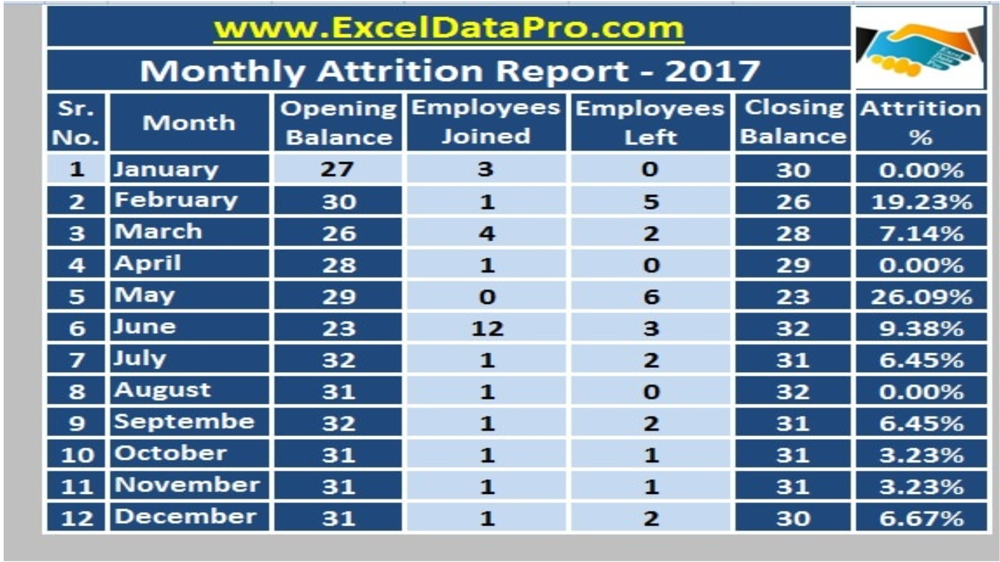 www.ExcelDataPro.com
Monthly Attrition Report - 2017
Excel
Data
Pro
Sr. No. Month Opening Balance Employees Joined Employees Left Closing Balance Attrition %
1 January 27 3 0 30 0.00%
2 February 30 1 5 26 19.23%
3 March 26 4 2 28 7.14%
4 April 28 1 0 29 0.00%
5 May 29 0 6 23 26.09%
6 June 23 12 3 32 9.38%
7 July 32 1 2 31 6.45%
8 August 31 1 0 32 0.00%
9 Septembe 32 1 2 31 6.45%
10 October 31 1 1 31 3.23%
11 November 31 1 1 31 3.23%
12 December 31 1 2 30 6.67%